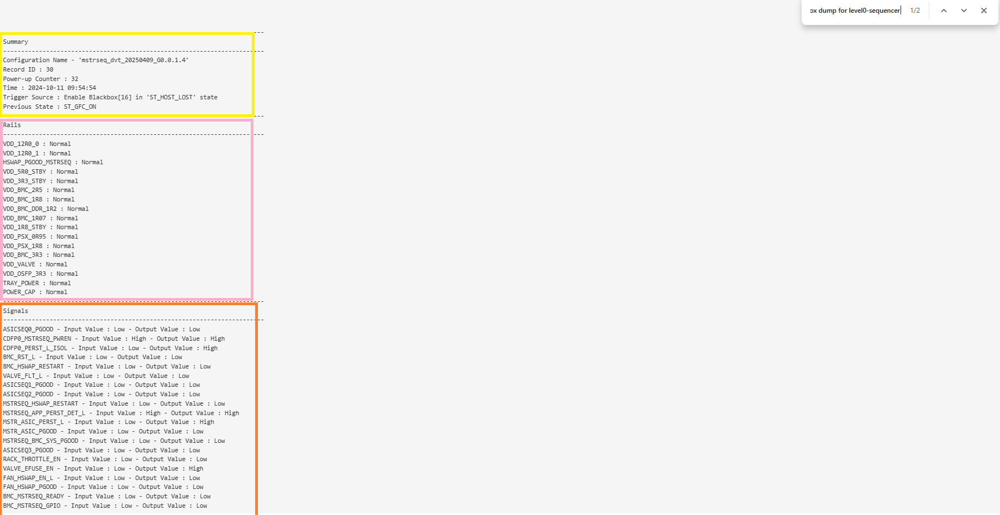 ox dump for level0-sequencer 1/2
---
Summary
-------------------------------------------------------------------------
Configuration Name - 'mstrseq_dvt_20250409_G0.0.1.4'
Record ID : 30
Power-up Counter : 32
Time : 2024-10-11 09:54:54
Trigger Source : Enable Blackbox[16] in 'ST_HOST_LOST' state
Previous State : ST_GFC_ON
---
Rails
-------------------------------------------------------------------------
VDD_12R0_0 : Normal
VDD_12R0_1 : Normal
HSWAP_PGOOD_MSTRSEQ : Normal
VDD_5R0_STBY : Normal
VDD_3R3_STBY : Normal
VDD_BMC_2R5 : Normal
VDD_BMC_1R8 : Normal
VDD_BMC_DDR_1R2 : Normal
VDD_BMC_1R07 : Normal
VDD_1R8_STBY : Normal
VDD_PSX_0R95 : Normal
VDD_PSX_1R8 : Normal
VDD_BMC_3R3 : Normal
VDD_VALVE : Normal
VDD_OSFP_3R3 : Normal
TRAY_POWER : Normal
POWER_CAP : Normal
-------------------------------------------------------------------------
Signals
-------------------------------------------------------------------------
ASICSEQ0_PGOOD - Input Value : Low - Output Value : Low
CDFP0_MSTRSEQ_PWREN - Input Value : High - Output Value : High
CDFP0_PERST_L_ISOL - Input Value : Low - Output Value : High
BMC_RST_L - Input Value : Low - Output Value : Low
BMC_HSWAP_RESTART - Input Value : Low - Output Value : Low
VALVE_FLT_L - Input Value : Low - Output Value : Low
ASICSEQ1_PGOOD - Input Value : Low - Output Value : Low
ASICSEQ2_PGOOD - Input Value : Low - Output Value : Low
MSTRSEQ_HSWAP_RESTART - Input Value : Low - Output Value : Low
MSTRSEQ_APP_PERST_DET_L - Input Value : High - Output Value : High
MSTR_ASIC_PERST_L - Input Value : Low - Output Value : High
MSTR_ASIC_PGOOD - Input Value : Low - Output Value : Low
MSTRSEQ_BMC_SYS_PGOOD - Input Value : Low - Output Value : Low
ASICSEQ3_PGOOD - Input Value : Low - Output Value : Low
RACK_THROTTLE_EN - Input Value : Low - Output Value : Low
VALVE_EFUSE_EN - Input Value : Low - Output Value : High
FAN_HSWAP_EN_L - Input Value : Low - Output Value : Low
FAN_HSWAP_PGOOD - Input Value : Low - Output Value : Low
BMC_MSTRSEQ_READY - Input Value : Low - Output Value : Low
BMC_MSTRSEQ_GPIO - Input Value : Low - Output Value : Low